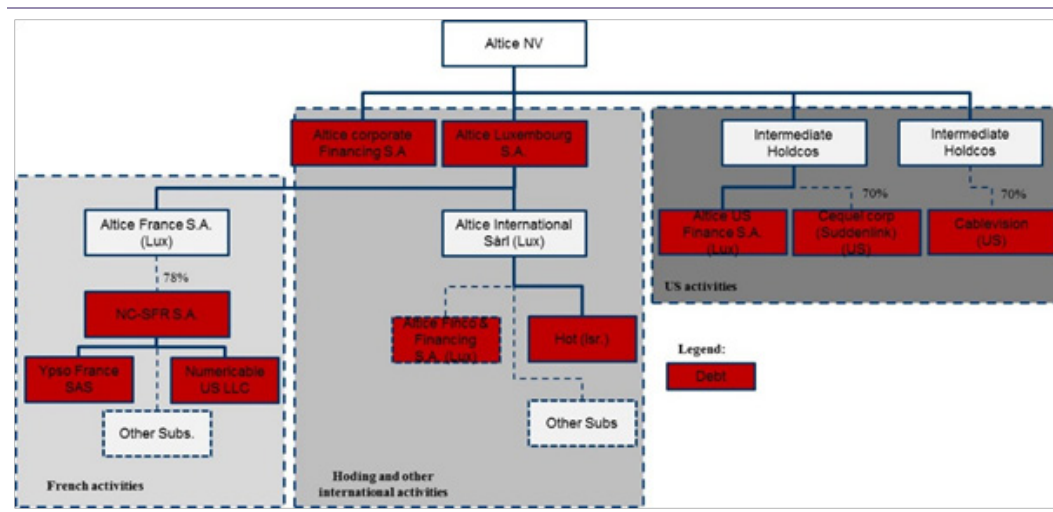 Altice NV
Altice corporate
Financing S.A
Altice Luxembourg
S.A.
Intermediate
Holdcos
Intermediate
Holdcos
70%
70%
Altice France S.A.
(Lux)
Altice International
Sàrl (Lux)
Altice US
Finance S.A.
(Lux)
Cequel corp
(Suddenlink)
(US)
Cablevision
(US)
78%
US activities
NC-SFR S.A.
Altice Finco &
Financing
S.A. (Lux)
Hot (Isr.)
Legend:
Debt
Ypso France
SAS
Numericable
US LLC
Other Subs.
Other Subs
French activities
Hoding and other
international activities